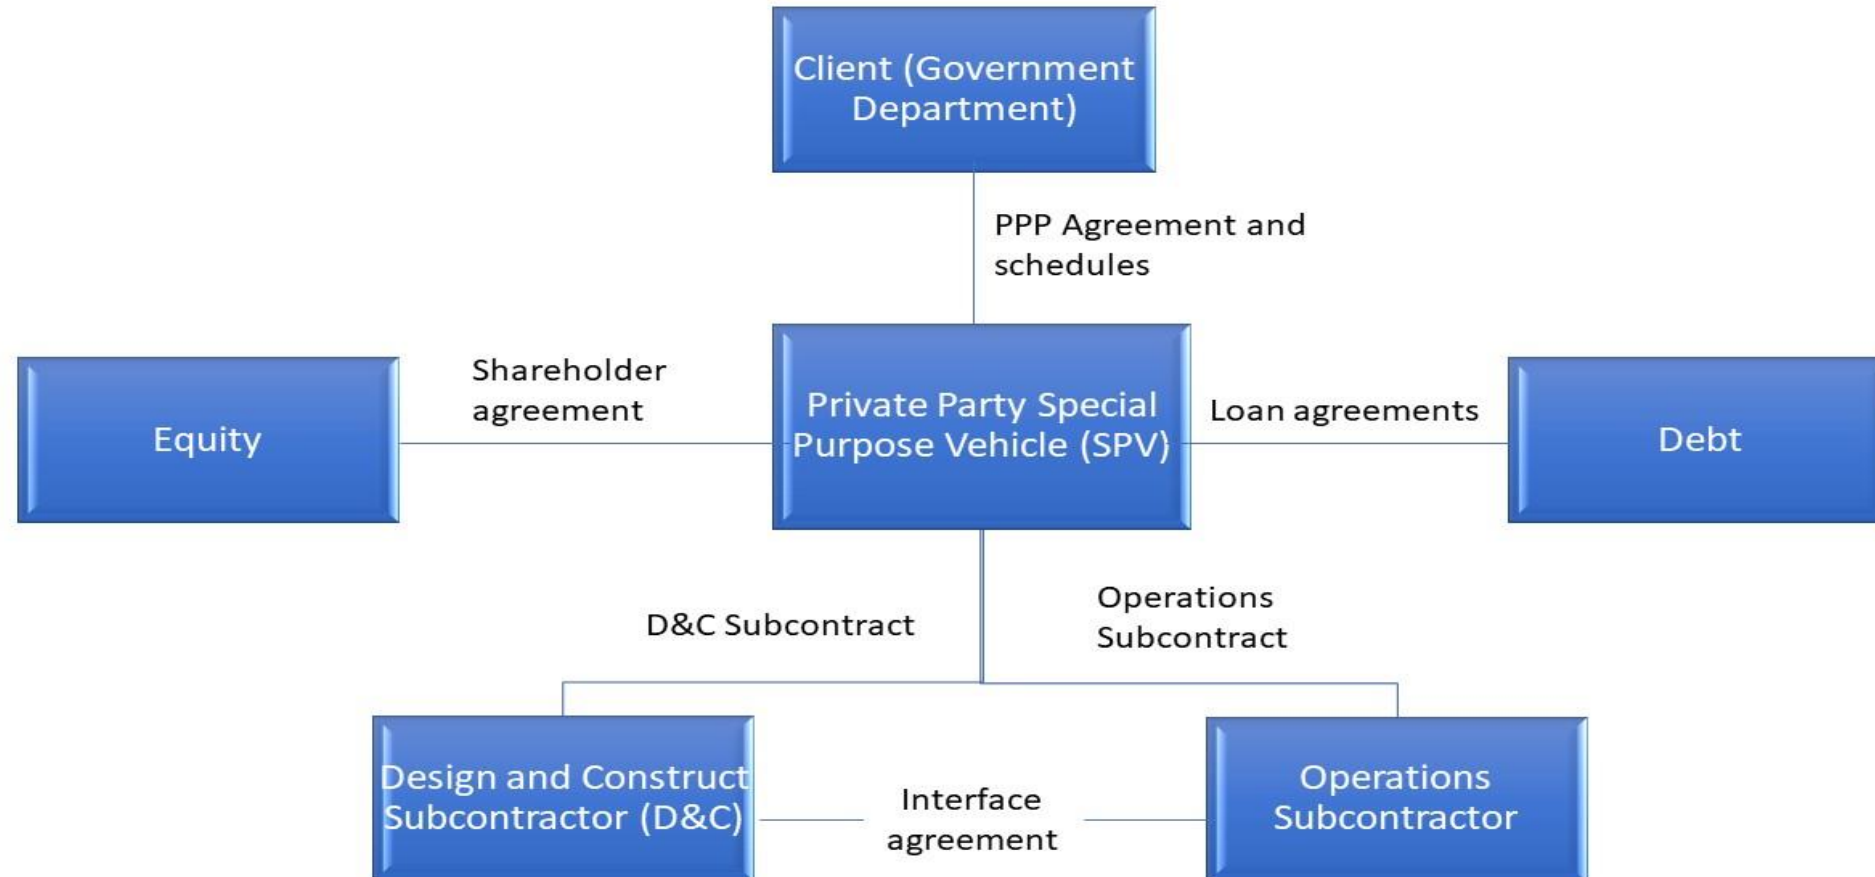 Client (Government
Department)
PPP Agreement and
schedules
Shareholder
agreement
Equity
Private Party Special
Purpose Vehicle (SPV)
Loan agreements
Debt
D&C Subcontract
Operations
Subcontract
Design and Construct
Subcontractor (D&C)
Interface
agreement
Operations
Subcontractor